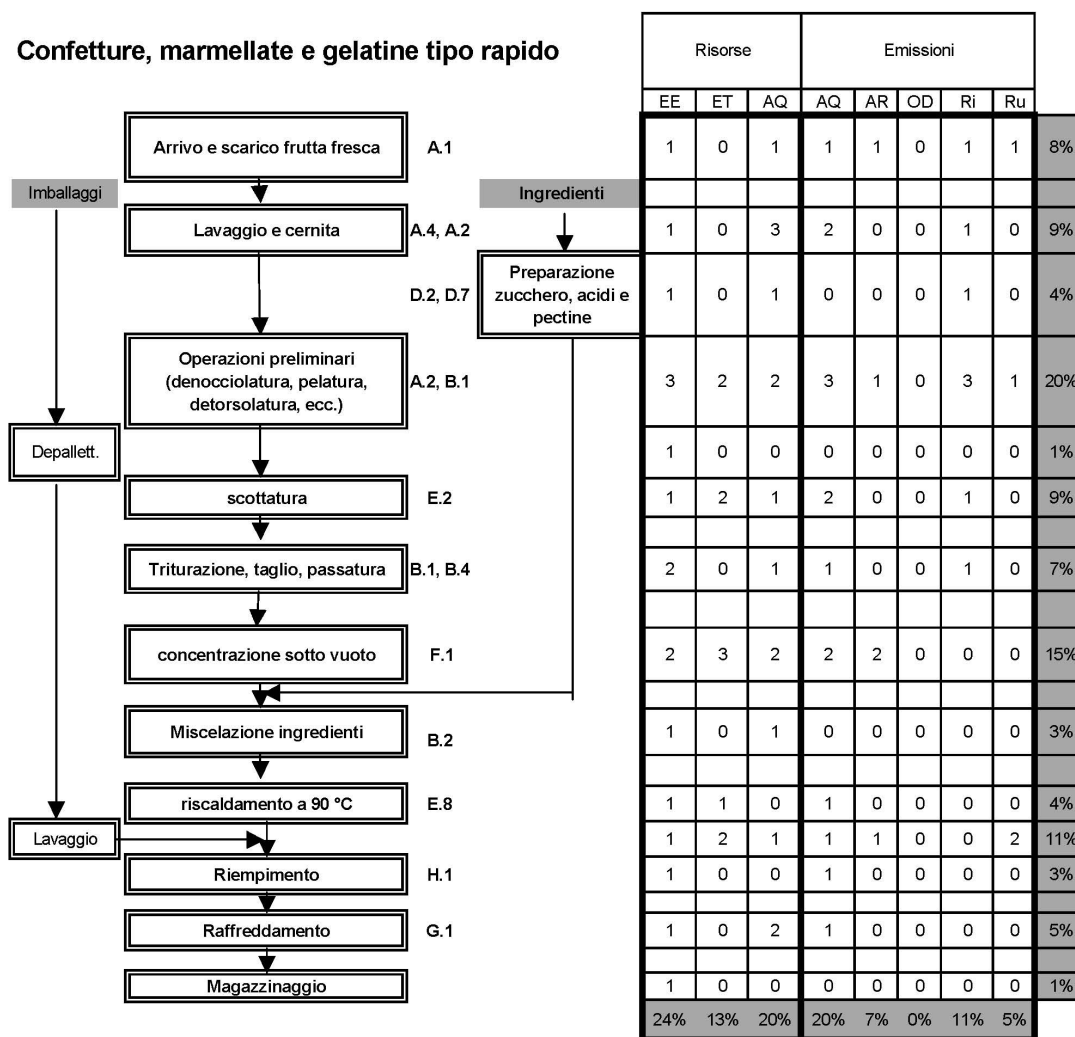 Confetture, marmellate e gelatine tipo rapido
Risorse Emissioni
EE ET AQ AQ AR OD Ri Ru
Arrivo e scarico frutta fresca A.1 1 0 1 1 1 0 1 1 8%
Imballaggi Ingredienti
Lavaggio e cernita A.4, A.2 1 0 3 2 0 0 1 0 9%
Preparazione
zucchero, acidi e
pectine
D.2, D.7 1 0 1 0 0 0 1 0 4%
Operazioni preliminari
(denocciolatura, pelatura,
detorsolatura, ecc.)
A.2, B.1 3 2 2 3 1 0 3 1 20%
Depallett. 1 0 0 0 0 0 0 0 1%
scottatura E.2 1 2 1 2 0 0 1 0 9%
Triturazione, taglio, passatura B.1, B.4 2 0 1 1 0 0 1 0 7%
concentrazione sotto vuoto F.1 2 3 2 2 2 0 0 0 15%
Miscelazione ingredienti B.2 1 0 1 0 0 0 0 0 3%
riscaldamento a 90 °C E.8 1 1 0 1 0 0 0 0 4%
Lavaggio 1 2 1 1 1 0 0 2 11%
Riempimento H.1 1 0 0 1 0 0 0 0 3%
Raffreddamento G.1 1 0 2 1 0 0 0 0 5%
Magazzinaggio 1 0 0 0 0 0 0 0 1%
24% 13% 20% 20% 7% 0% 11% 5%